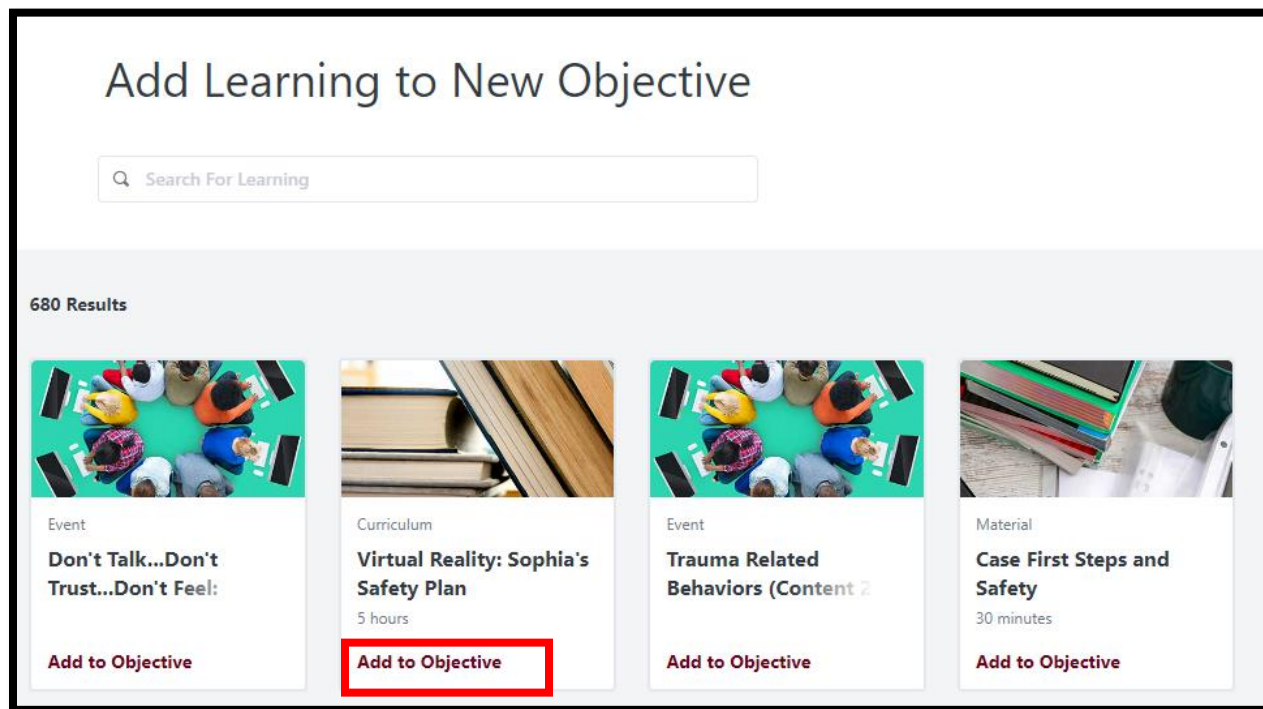 Add Learning to New Objective
Search For Learning
680 Results
Event
Don't Talk...Don't
Trust...Don't Feel:
Add to Objective
Curriculum
Virtual Reality: Sophia's
Safety Plan
5 hours
Add to Objective
Event
Trauma Related
Behaviors (Content 2
Add to Objective
Material
Case First Steps and
Safety
30 minutes
Add to Objective